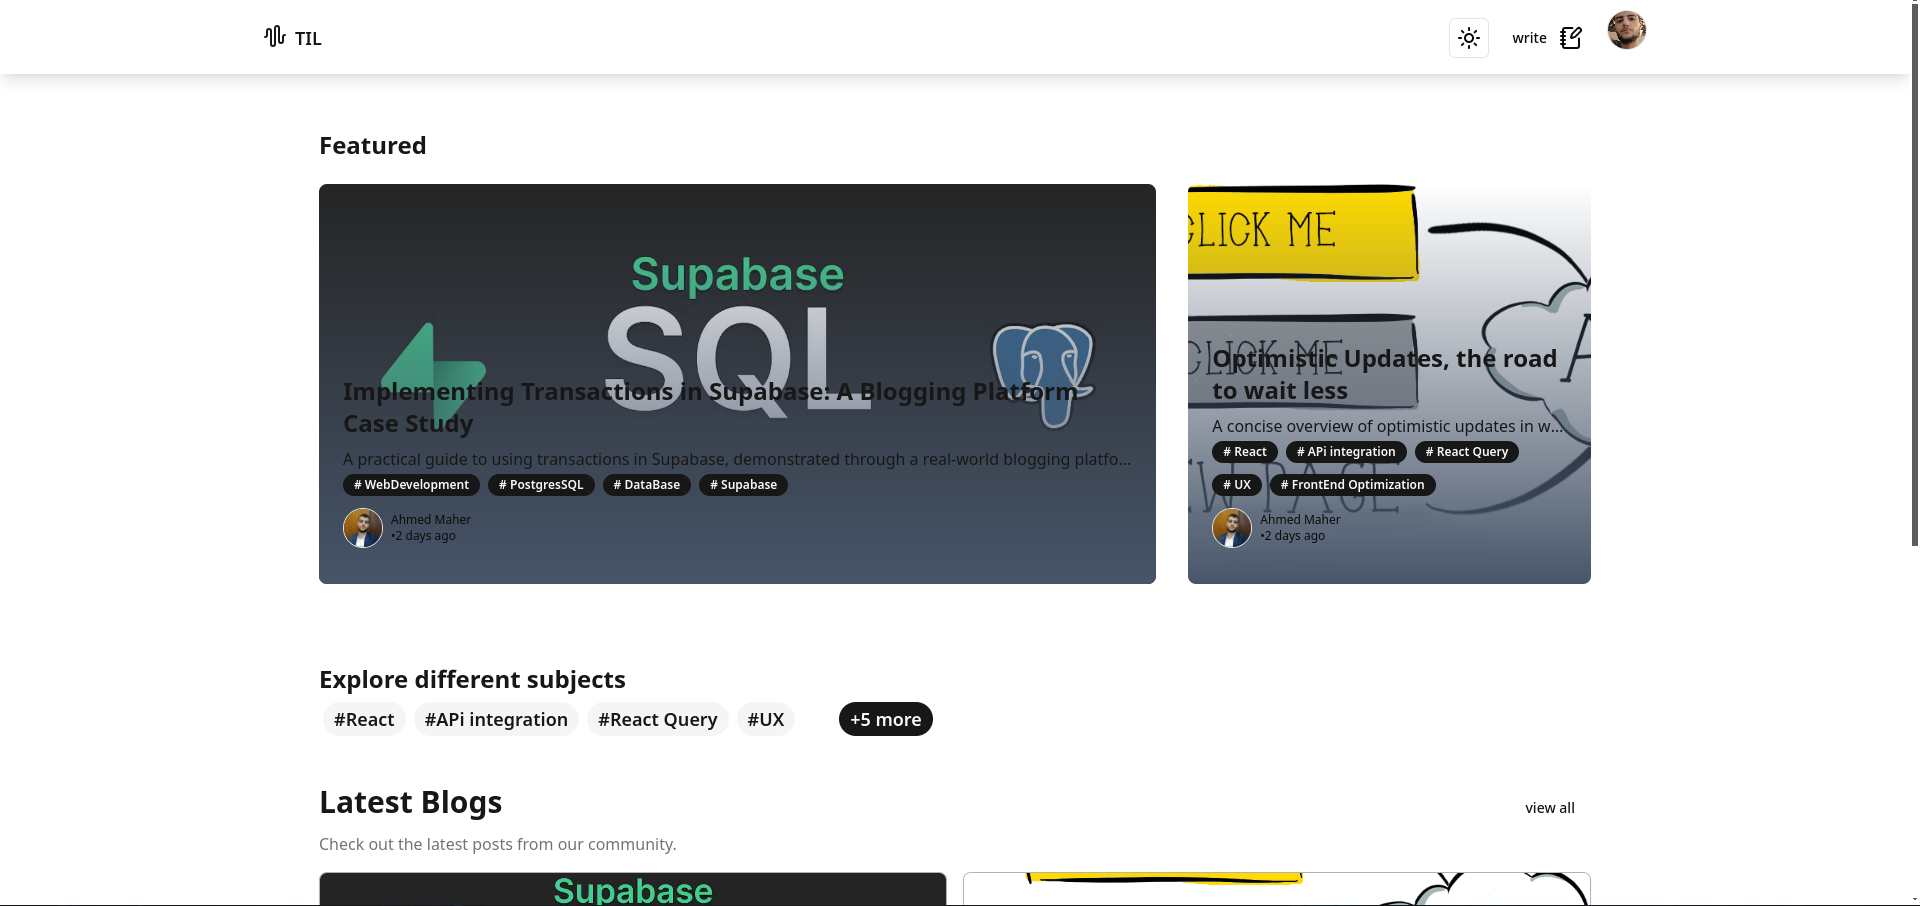 TIL
write
Featured
Supabase
SQL
Implementing Transactions in Supabase: A Blogging Platform
Case Study
A practical guide to using transactions in Supabase, demonstrated through a real-world blogging platfo...
# WebDevelopment # PostgresSQL # DataBase # Supabase
Ahmed Maher
•2 days ago
CLICK ME
CLICK ME
Optimistic Updates, the road
to wait less
A concise overview of optimistic updates in w...
# React # APi integration # React Query
# UX # FrontEnd Optimization
PAGE
Ahmed Maher
•2 days ago
Explore different subjects
#React #APi integration #React Query #UX +5 more
Latest Blogs
view all
Check out the latest posts from our community.
Supabase